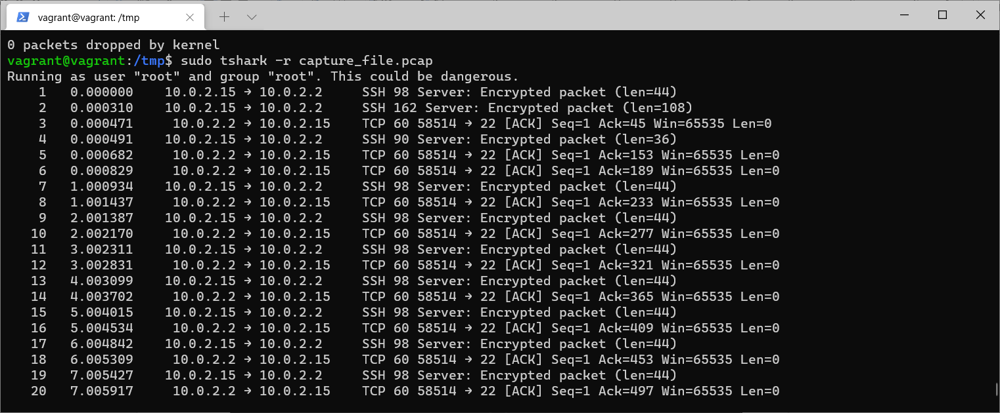 vagrant@vagrant: /tmp
0 packets dropped by kernel
vagrant@vagrant:/tmp$ sudo tshark -r capture_file.pcap
Running as user "root" and group "root". This could be dangerous.
1 0.000000 10.0.2.15 → 10.0.2.2 SSH 98 Server: Encrypted packet (len=44)
2 0.000310 10.0.2.15 → 10.0.2.2 SSH 162 Server: Encrypted packet (len=108)
3 0.000471 10.0.2.2 → 10.0.2.15 TCP 60 58514 → 22 [ACK] Seq=1 Ack=45 Win=65535 Len=0
4 0.000491 10.0.2.15 → 10.0.2.2 SSH 90 Server: Encrypted packet (len=36)
5 0.000682 10.0.2.2 → 10.0.2.15 TCP 60 58514 → 22 [ACK] Seq=1 Ack=153 Win=65535 Len=0
6 0.000829 10.0.2.2 → 10.0.2.15 TCP 60 58514 → 22 [ACK] Seq=1 Ack=189 Win=65535 Len=0
7 1.000934 10.0.2.15 → 10.0.2.2 SSH 98 Server: Encrypted packet (len=44)
8 1.001437 10.0.2.2 → 10.0.2.15 TCP 60 58514 → 22 [ACK] Seq=1 Ack=233 Win=65535 Len=0
9 2.001387 10.0.2.15 → 10.0.2.2 SSH 98 Server: Encrypted packet (len=44)
10 2.002170 10.0.2.2 → 10.0.2.15 TCP 60 58514 → 22 [ACK] Seq=1 Ack=277 Win=65535 Len=0
11 3.002311 10.0.2.15 → 10.0.2.2 SSH 98 Server: Encrypted packet (len=44)
12 3.002831 10.0.2.2 → 10.0.2.15 TCP 60 58514 → 22 [ACK] Seq=1 Ack=321 Win=65535 Len=0
13 4.003099 10.0.2.15 → 10.0.2.2 SSH 98 Server: Encrypted packet (len=44)
14 4.003702 10.0.2.2 → 10.0.2.15 TCP 60 58514 → 22 [ACK] Seq=1 Ack=365 Win=65535 Len=0
15 5.004015 10.0.2.15 → 10.0.2.2 SSH 98 Server: Encrypted packet (len=44)
16 5.004534 10.0.2.2 → 10.0.2.15 TCP 60 58514 → 22 [ACK] Seq=1 Ack=409 Win=65535 Len=0
17 6.004842 10.0.2.15 → 10.0.2.2 SSH 98 Server: Encrypted packet (len=44)
18 6.005309 10.0.2.2 → 10.0.2.15 TCP 60 58514 → 22 [ACK] Seq=1 Ack=453 Win=65535 Len=0
19 7.005427 10.0.2.15 → 10.0.2.2 SSH 98 Server: Encrypted packet (len=44)
20 7.005917 10.0.2.2 → 10.0.2.15 TCP 60 58514 → 22 [ACK] Seq=1 Ack=497 Win=65535 Len=0